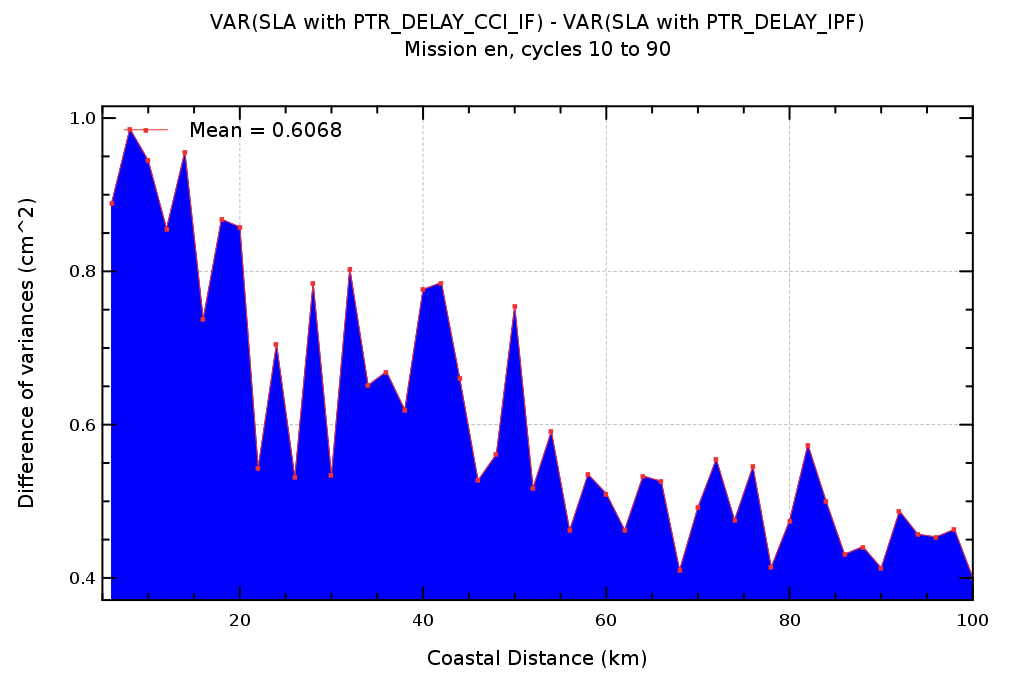 VAR(SLA with PTR_DELAY_CCI_IF) - VAR(SLA with PTR_DELAY_IPF)
Mission en, cycles 10 to 90
Mean = 0.6068
Difference of variances (cm^2)
1.0
0.8
0.6
0.4
20 40 60 80 100
Coastal Distance (km)